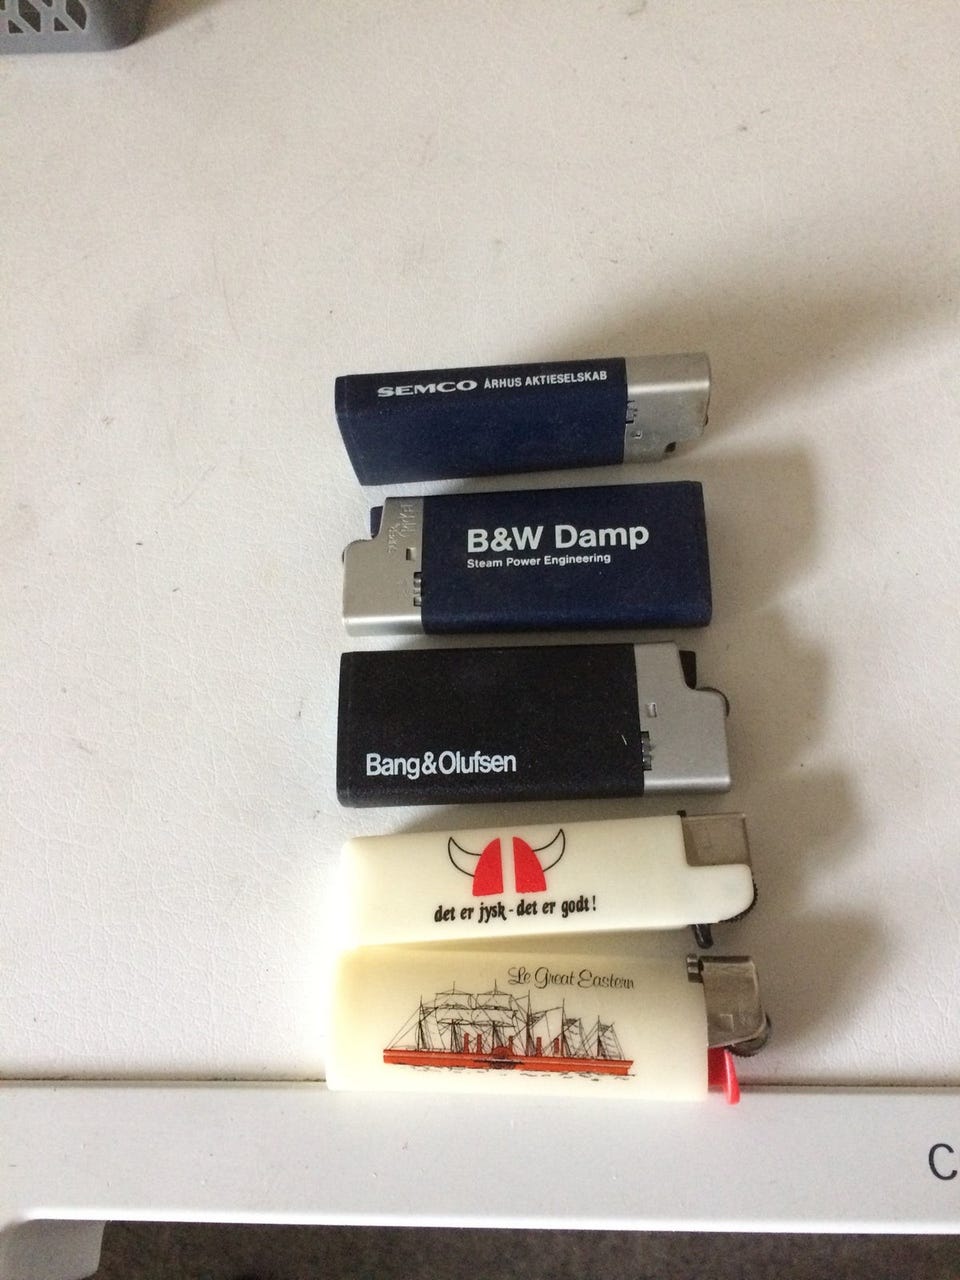 SEMCO ÅRHUS AKTIESELSKAB
B&W Damp
Steam Power Engineering
Bang&Olufsen
det er jysk - det er godt!
Le Great Eastern
C